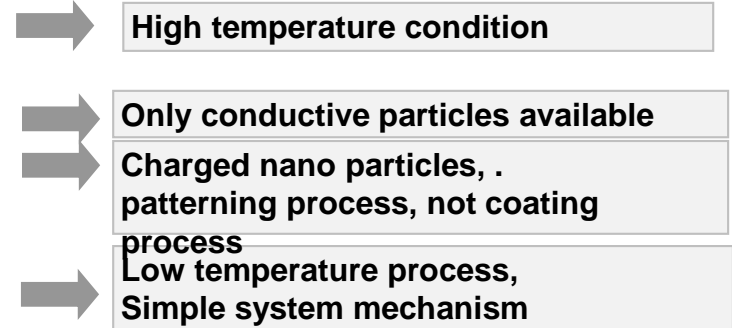 High temperature condition
Only conductive particles available
Charged nano particles, .
patterning process, not coating
process
Low temperature process,
Simple system mechanism